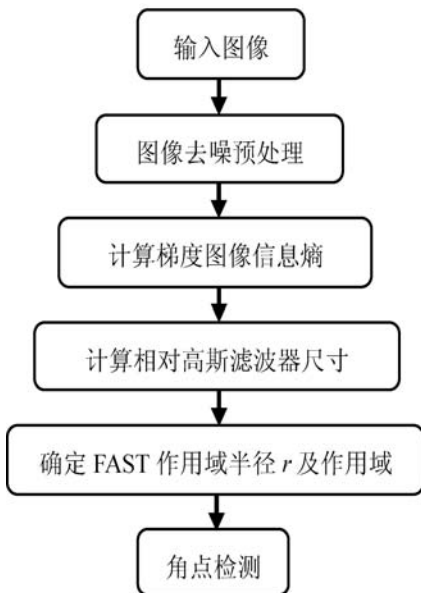 输入图像
图像去噪预处理
计算梯度图像信息熵
计算相对高斯滤波器尺寸
确定 FAST 作用域半径 r 及作用域
角点检测